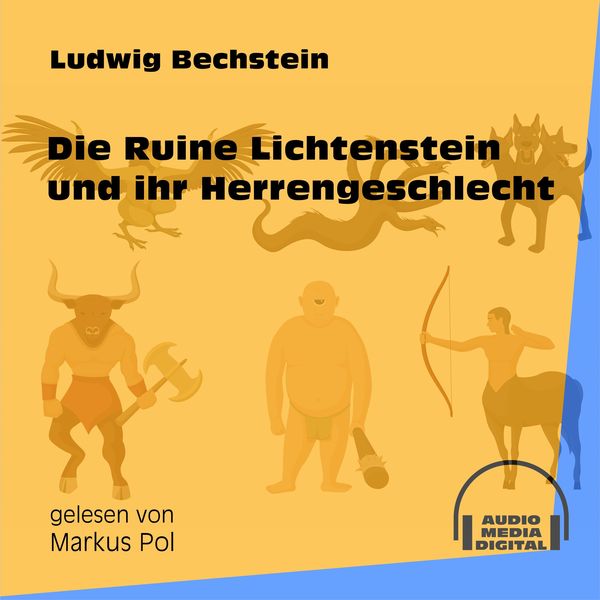 Ludwig Bechstein
Die Ruine Lichtenstein
und ihr Herrengeschlecht
gelesen von
Markus Pol
AUDIO
MEDIA
DIGITAL